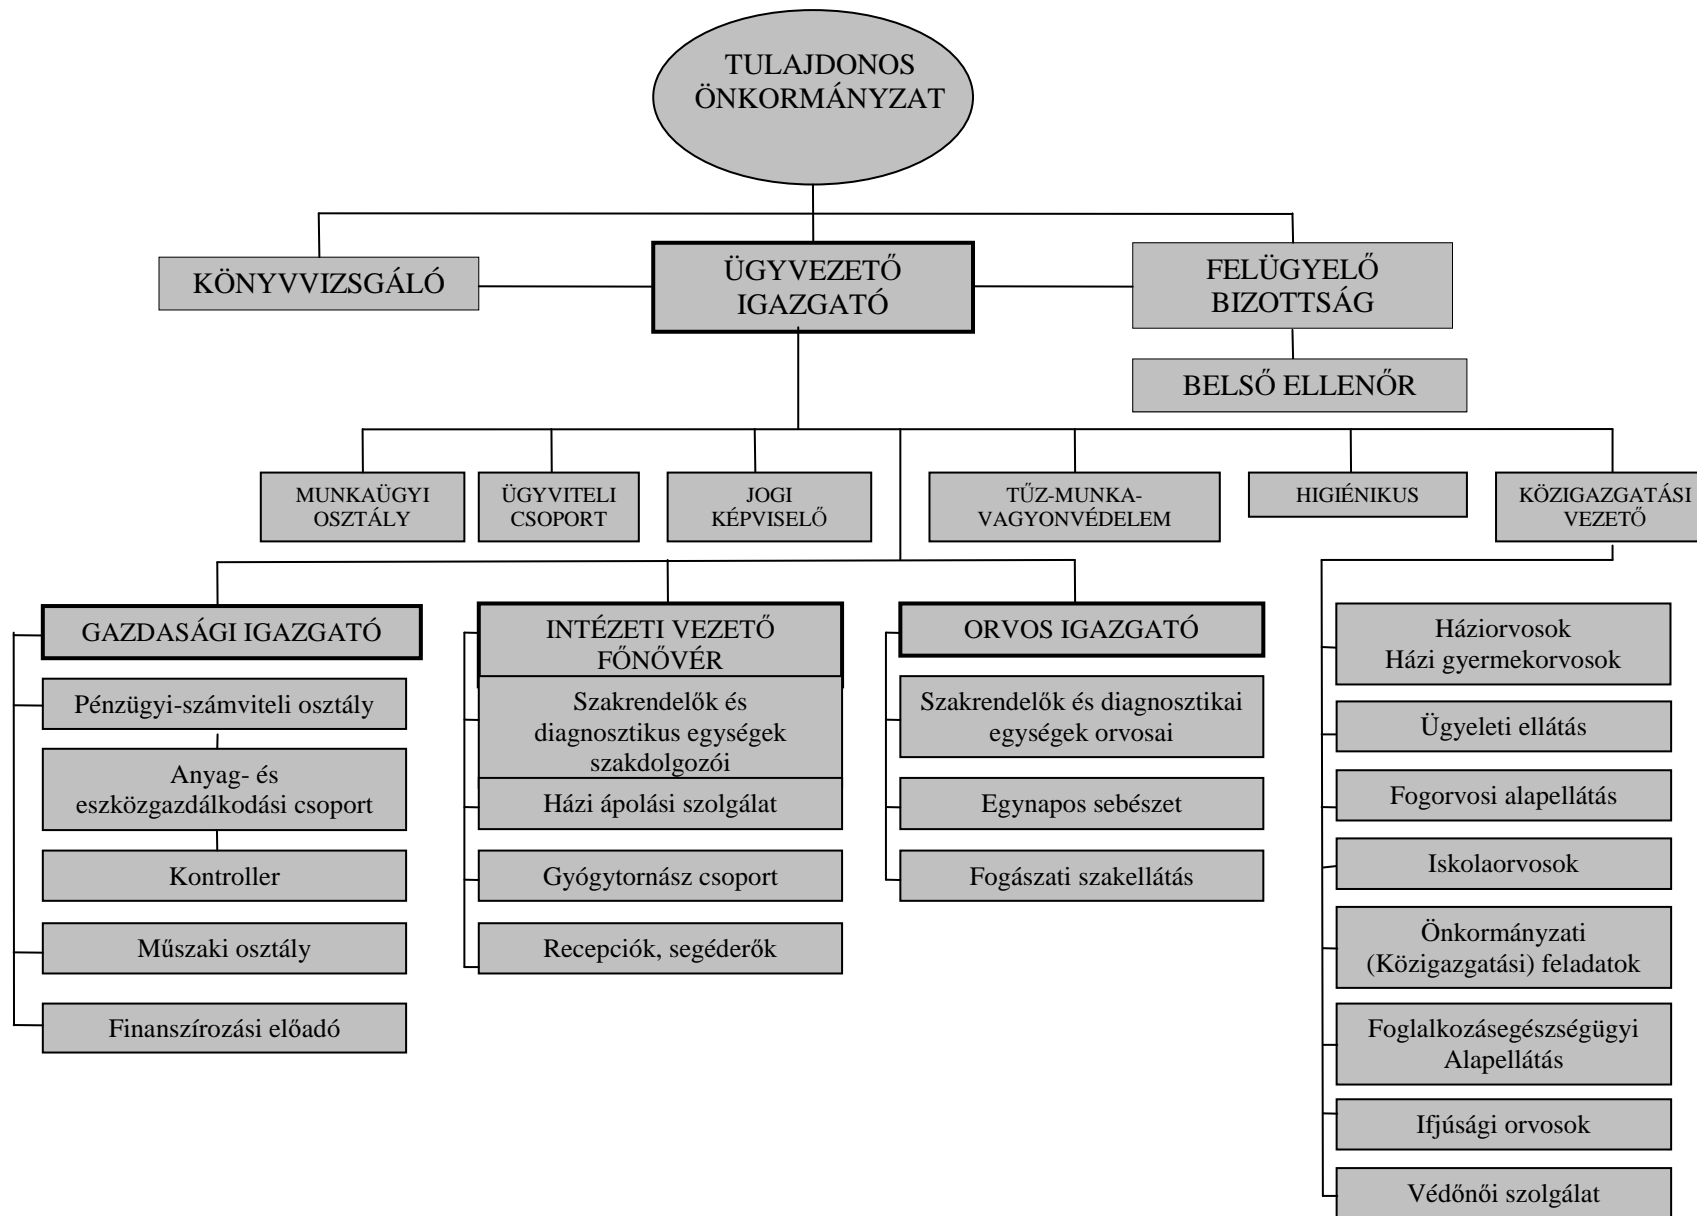 TULAJDONOS
ÖNKORMÁNYZAT
KÖNYVVIZSGÁLÓ
ÜGYVEZETŐ
IGAZGATÓ
FELÜGYELŐ
BIZOTTSÁG
BELSŐ ELLENŐR
MUNKAÜGYI
OSZTÁLY
ÜGYVITELI
CSOPORT
JOGI
KÉPVISELŐ
TŰZ-MUNKA-
VAGYONVÉDELEM
HIGIÉNIKUS
KÖZIGAZGATÁSI
VEZETŐ
GAZDASÁGI IGAZGATÓ
Pénzügyi-számviteli osztály
Anyag- és
eszközgazdálkodási csoport
Kontroller
Műszaki osztály
Finanszírozási előadó
INTÉZETI VEZETŐ
FŐNŐVÉR
Szakrendelők és
diagnosztikus egységek
szakdolgozói
Házi ápolási szolgálat
Gyógytornász csoport
Recepciók, segéderők
ORVOS IGAZGATÓ
Szakrendelők és diagnosztikai
egységek orvosai
Egynapos sebészet
Fogászati szakellátás
Háziorvosok
Házi gyermekorvosok
Ügyeleti ellátás
Fogorvosi alapellátás
Iskolaorvosok
Önkormányzati
(Közigazgatási) feladatok
Foglalkozásegészségügyi
Alapellátás
Ifjúsági orvosok
Védőnői szolgálat